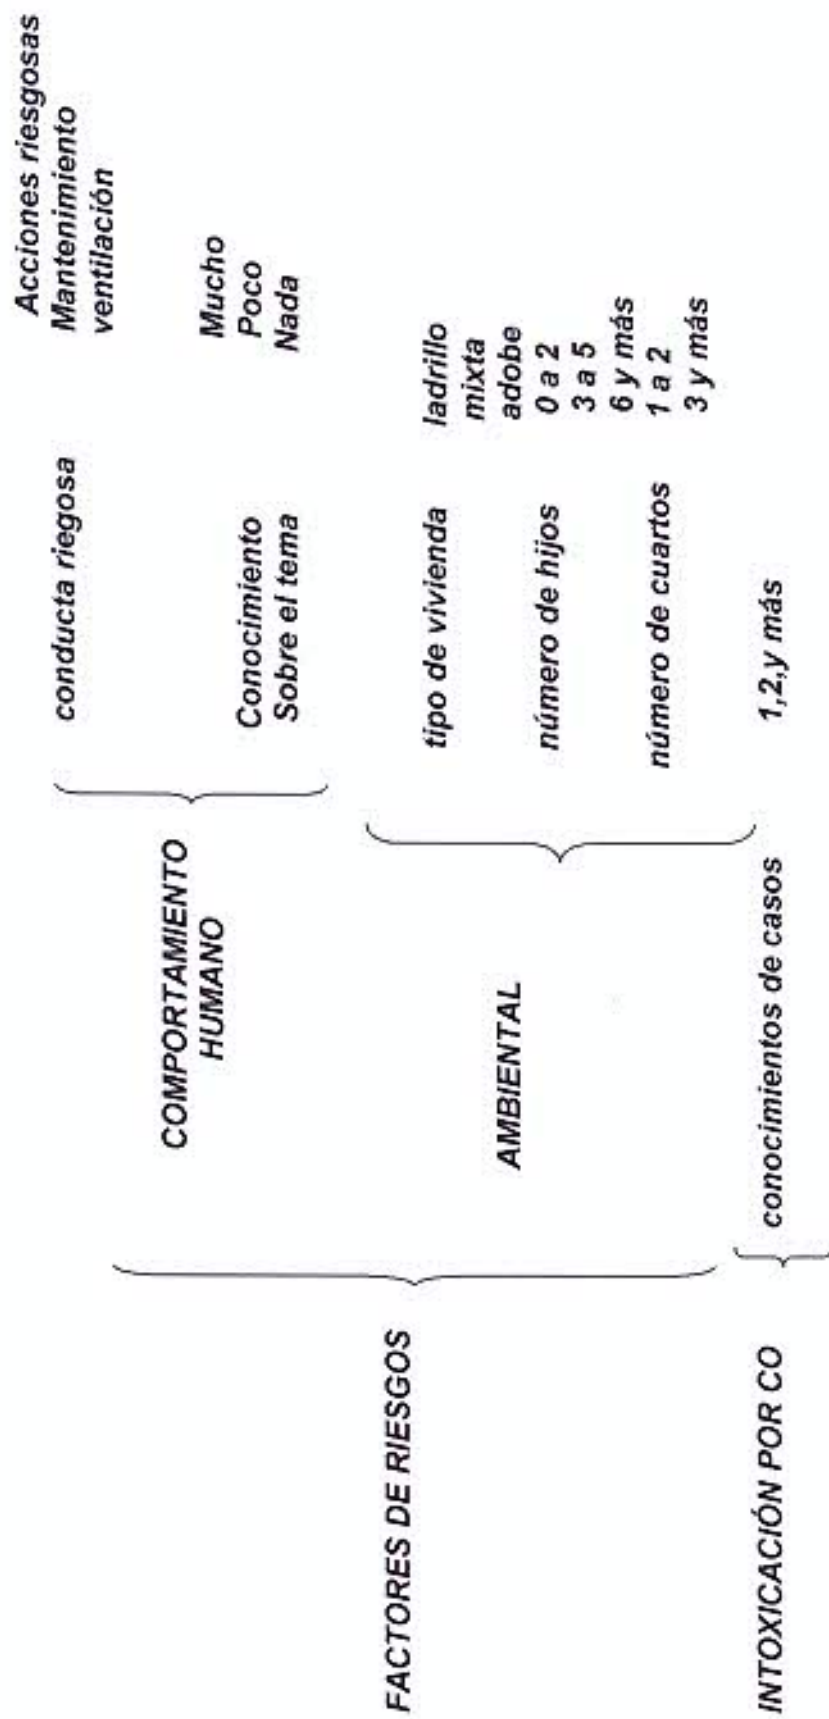 FACTORES DE RIESGOS
COMPORTAMIENTO
HUMANO
conducta riegosa
Acciones riesgosas
Mantenimiento
ventilación
Conocimiento
Sobre el tema
Mucho
Poco
Nada
AMBIENTAL
tipo de vivienda
ladrillo
mixta
adobe
número de hijos
0 a 2
3 a 5
6 y más
número de cuartos
1 a 2
3 y más
INTOXICACIÓN POR CO
conocimientos de casos
1,2,y más